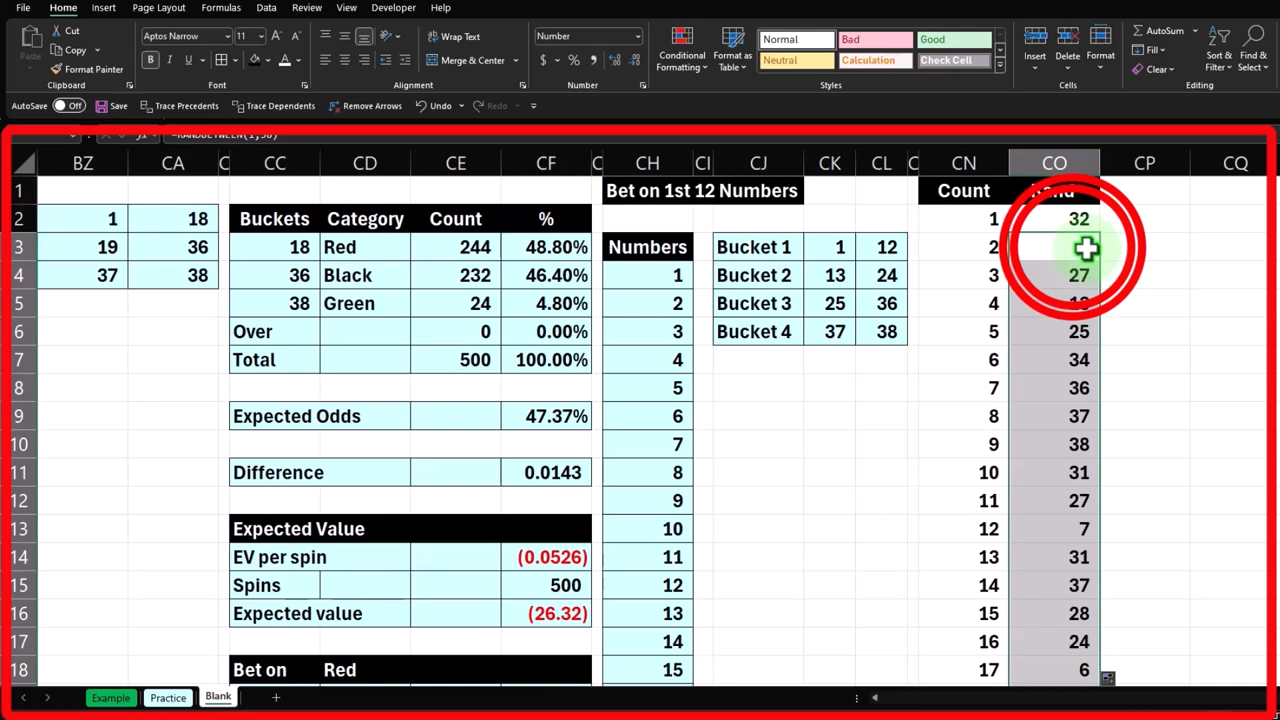 File Home Insert Page Layout Formulas Data Review View Developer Help
Cut Aptos Narrow 11 Wrap Text Number Normal Bad Good AutoSum
Paste Copy Merge & Center Conditional Formatting Format as Table Neutral Calculation Check Cell Insert Delete Format Fill Sort & Filter Find & Select
Format Painter Clear
Clipboard Font Alignment Number Styles Cells Editing
AutoSave Off Save Trace Precedents Trace Dependents Remove Arrows Undo Redo
BZ CA CC CD CE CF CH CI CJ CK CL CN CO CP CQ
1 Bet on 1st 12 Numbers Count
2 1 18 Buckets Category Count % 1 32
3 19 36 18 Red 244 48.80% Numbers Bucket 1 1 12 2
4 37 38 36 Black 232 46.40% 1 Bucket 2 13 24 3 27
5 38 Green 24 4.80% 2 Bucket 3 25 36 4
6 Over 0 0.00% 3 Bucket 4 37 38 5 25
7 Total 500 100.00% 4 6 34
8 5 7 36
9 Expected Odds 47.37% 6 8 37
10 7 9 38
11 Difference 0.0143 8 10 31
12 9 11 27
13 Expected Value 10 12 7
14 EV per spin (0.0526) 11 13 31
15 Spins 500 12 14 37
16 Expected value (26.32) 13 15 28
17 14 16 24
18 Bet on Red 15 17 6
Example Practice Blank